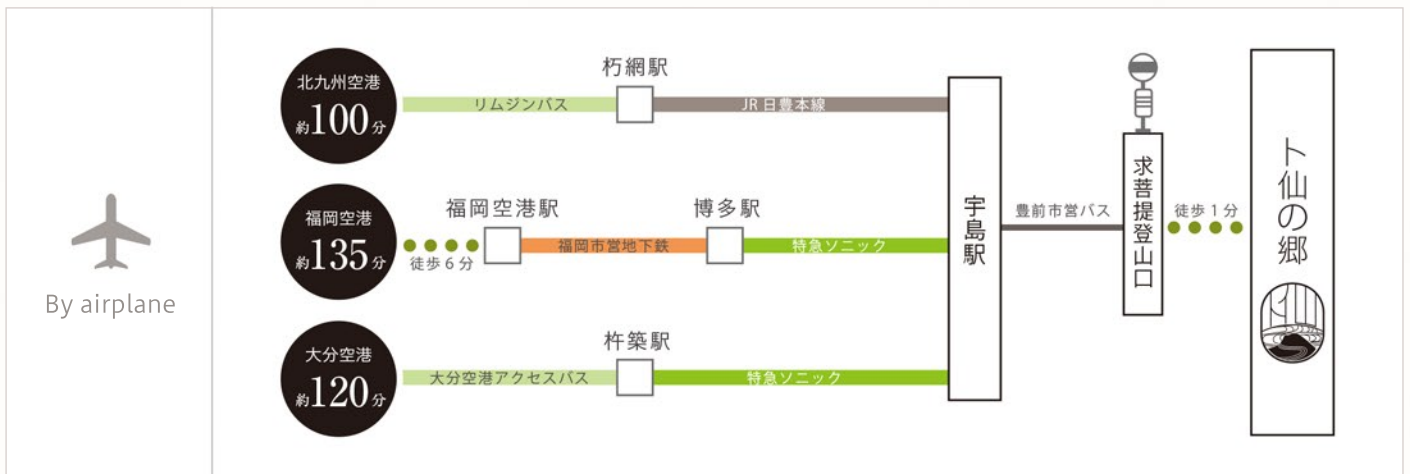 By airplane
北九州空港
約100分
リムジンバス
朽網駅
JR日豊本線
福岡空港
約135分
徒歩6分
福岡空港駅
福岡市営地下鉄
博多駅
特急ソニック
大分空港
約120分
大分空港アクセスバス
杵築駅
特急ソニック
宇島駅
豊前市営バス
求菩提登山口
徒歩1分
卜仙の郷
仙